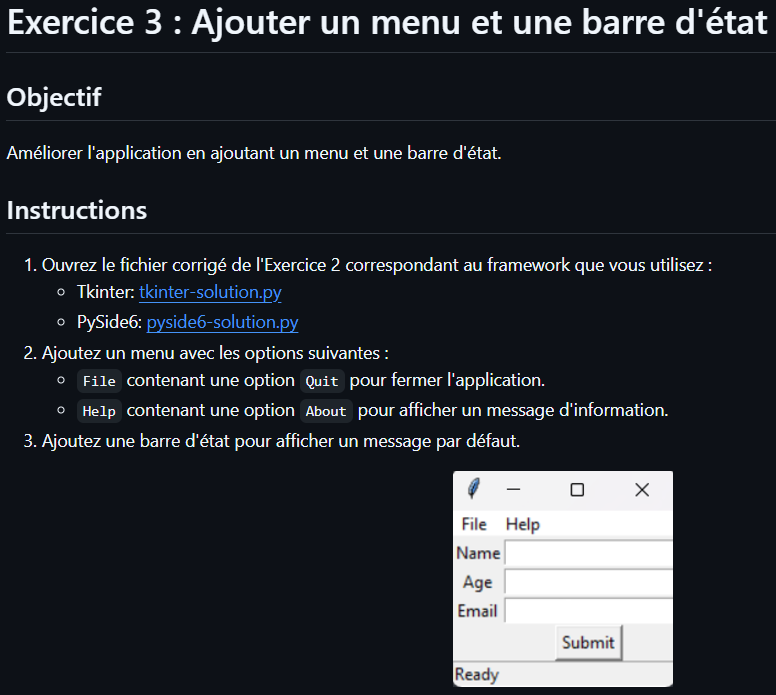 Exercice 3 : Ajouter un menu et une barre d'état
Objectif
Améliorer l'application en ajoutant un menu et une barre d'état.
Instructions
1. Ouvrez le fichier corrigé de l'Exercice 2 correspondant au framework que vous utilisez :
Tkinter: tkinter-solution.py
PySide6: pyside6-solution.py
2. Ajoutez un menu avec les options suivantes :
File contenant une option Quit pour fermer l'application.
Help contenant une option About pour afficher un message d'information.
3. Ajoutez une barre d'état pour afficher un message par défaut.
File Help
Name
Age
Email
Submit
Ready